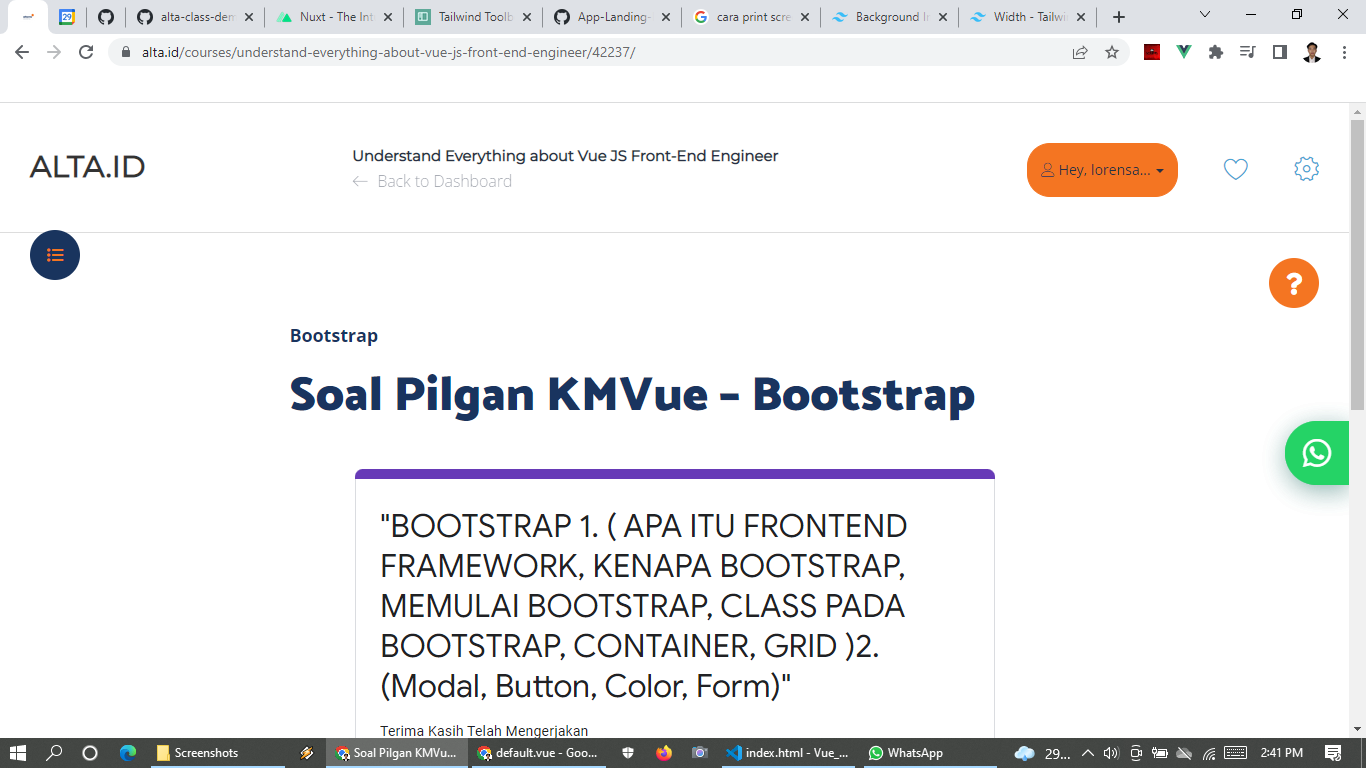 29
alta-class-den
Nuxt - The Int
Tailwind Toolb
App-Landing-
cara print scre
Background Im
Width - Tailwi
alta.id/courses/understand-everything-about-vue-js-front-end-engineer/42237/
ALTA.ID
Understand Everything about Vue JS Front-End Engineer
← Back to Dashboard
Hey, lorensa...
?
Bootstrap
Soal Pilgan KMVue – Bootstrap
"BOOTSTRAP 1. ( APA ITU FRONTEND
FRAMEWORK, KENAPA BOOTSTRAP,
MEMULAI BOOTSTRAP, CLASS PADA
BOOTSTRAP, CONTAINER, GRID )2.
(Modal, Button, Color, Form)"
Terima Kasih Telah Mengerjakan
Screenshots
Soal Pilgan KMVu...
default.vue - Goo...
index.html - Vue_...
WhatsApp
29...
2:41 PM